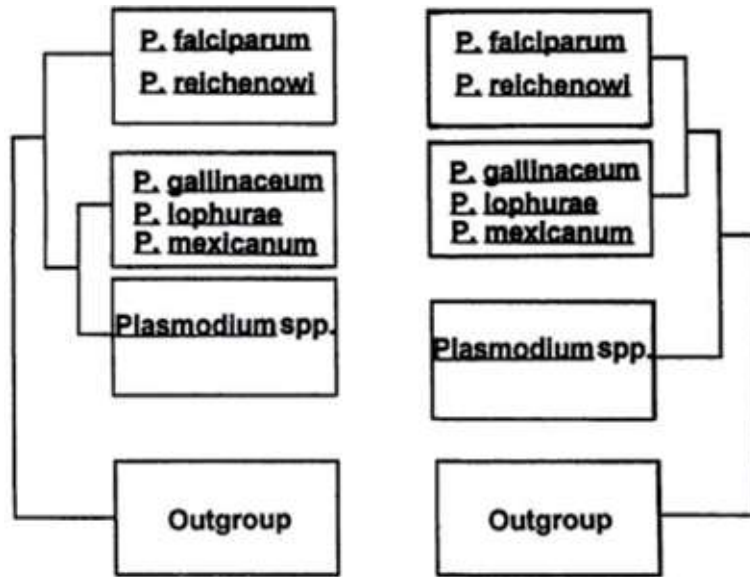 P. falciparum
P. reichenowi
P. gallinaceum
P. lophurae
P. mexicanum
Plasmodium spp.
Outgroup
P. falciparum
P. reichenowi
P. gallinaceum
P. lophurae
P. mexicanum
Plasmodium spp.
Outgroup